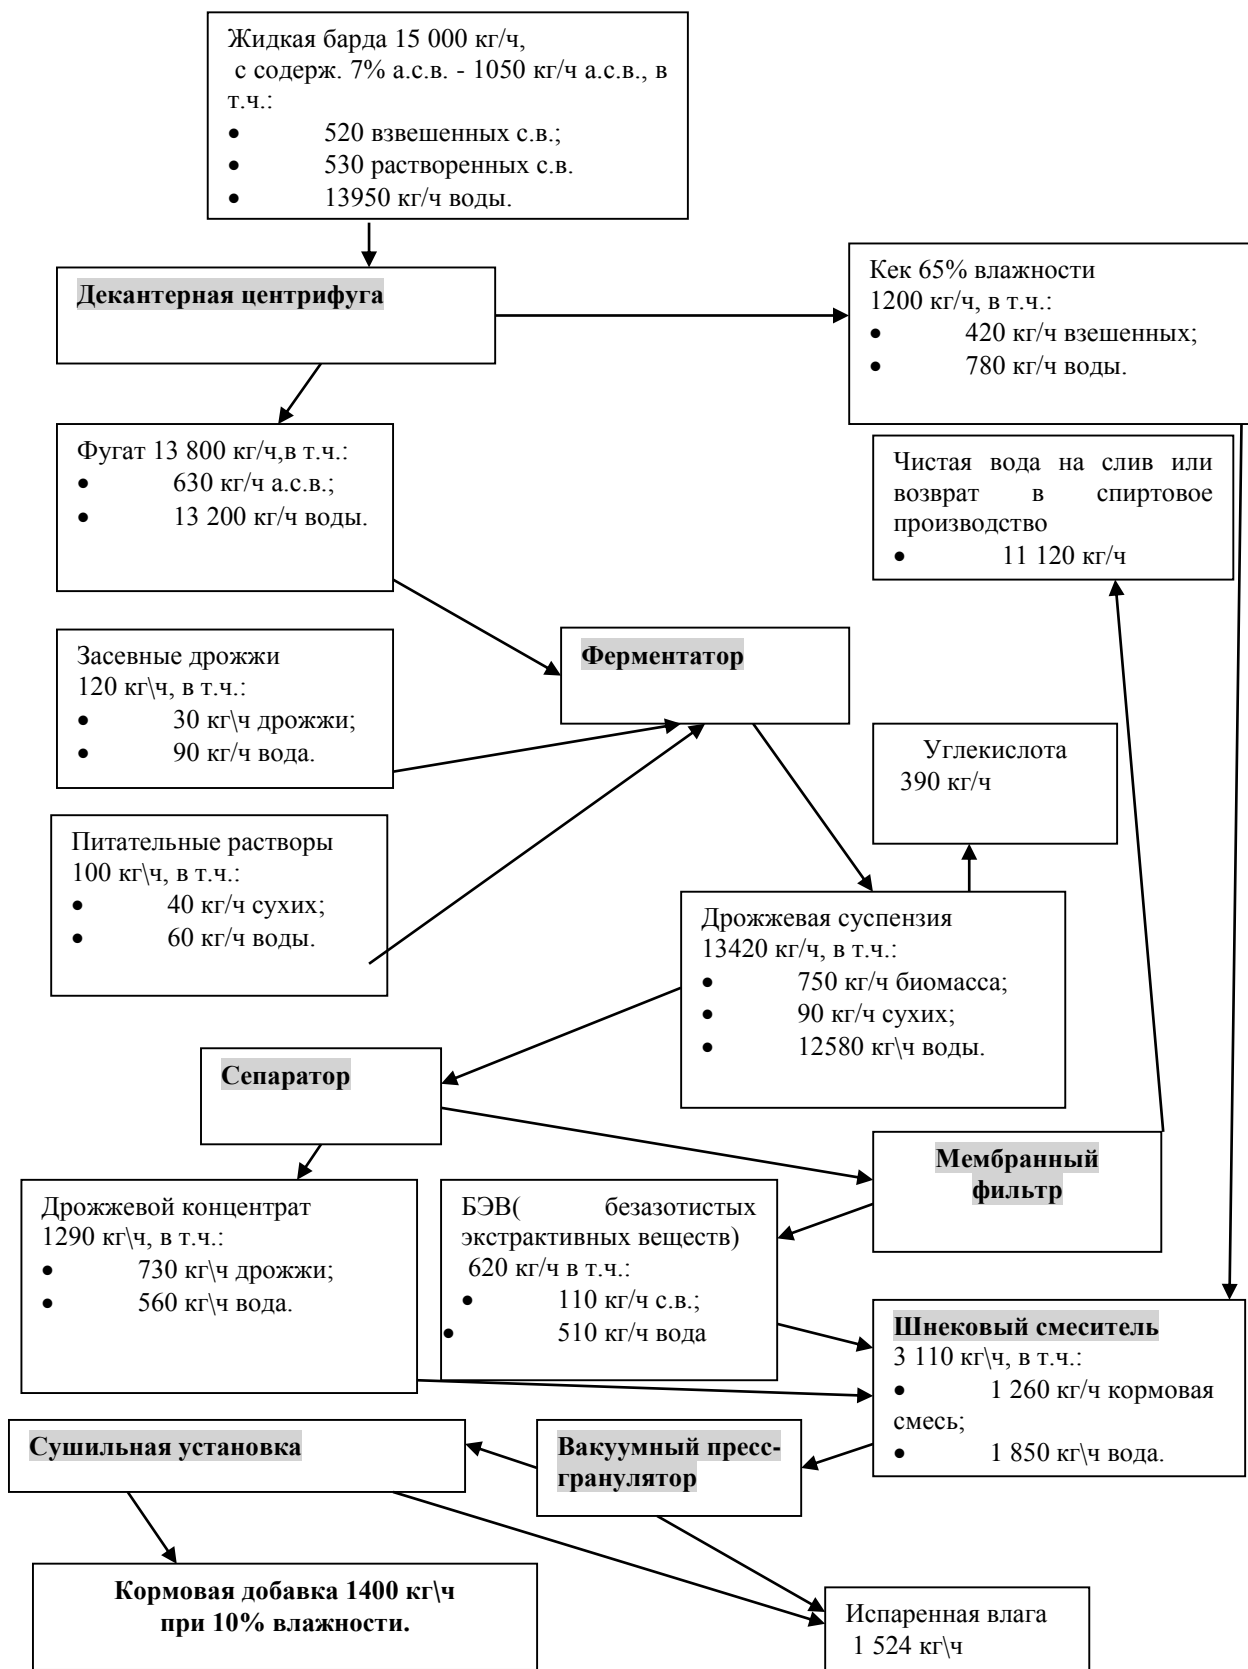 Жидкая барда 15 000 кг/ч,
с содерж. 7% а.с.в. - 1050 кг/ч а.с.в., в
т.ч.:
• 520 взвешенных с.в.;
• 530 растворенных с.в.
• 13950 кг/ч воды.
Декантерная центрифуга
Кек 65% влажности
1200 кг/ч, в т.ч.:
• 420 кг/ч взешенных;
• 780 кг/ч воды.
Фугат 13 800 кг/ч,в т.ч.:
• 630 кг/ч а.с.в.;
• 13 200 кг/ч воды.
Чистая вода на слив или
возврат в спиртовое
производство
• 11 120 кг/ч
Засевные дрожжи
120 кг\ч, в т.ч.:
• 30 кг\ч дрожжи;
• 90 кг/ч вода.
Ферментатор
Углекислота
390 кг/ч
Питательные растворы
100 кг\ч, в т.ч.:
• 40 кг/ч сухих;
• 60 кг/ч воды.
Дрожжевая суспензия
13420 кг/ч, в т.ч.:
• 750 кг/ч биомасса;
• 90 кг/ч сухих;
• 12580 кг\ч воды.
Сепаратор
Мембранный
фильтр
Дрожжевой концентрат
1290 кг\ч, в т.ч.:
• 730 кг\ч дрожжи;
• 560 кг\ч вода.
БЭВ( безазотистых
экстрактивных веществ)
620 кг/ч в т.ч.:
• 110 кг/ч с.в.;
• 510 кг/ч вода
Шнековый смеситель
3 110 кг\ч, в т.ч.:
• 1 260 кг/ч кормовая
смесь;
• 1 850 кг\ч вода.
Сушильная установка
Вакуумный пресс-
гранулятор
Кормовая добавка 1400 кг\ч
при 10% влажности.
Испаренная влага
1 524 кг\ч